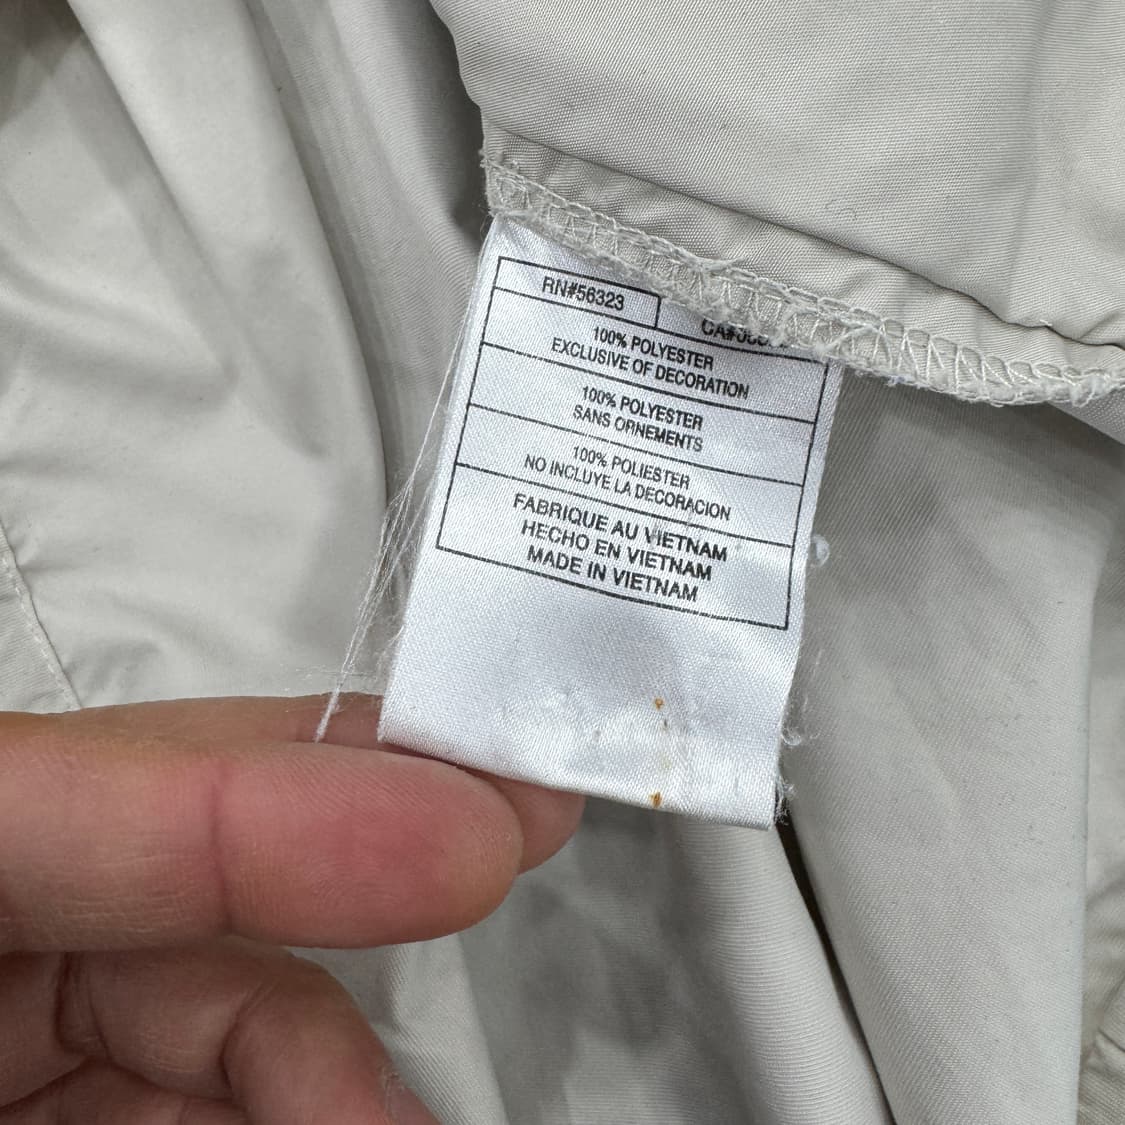 RN#56323
100% POLYESTER
EXCLUSIVE OF DECORATION
100% POLYESTER
SANS ORNEMENTS
100% POLIESTER
NO INCLUYE LA DECORACION
FABRIQUE AU VIETNAM
HECHO EN VIETNAM
MADE IN VIETNAM